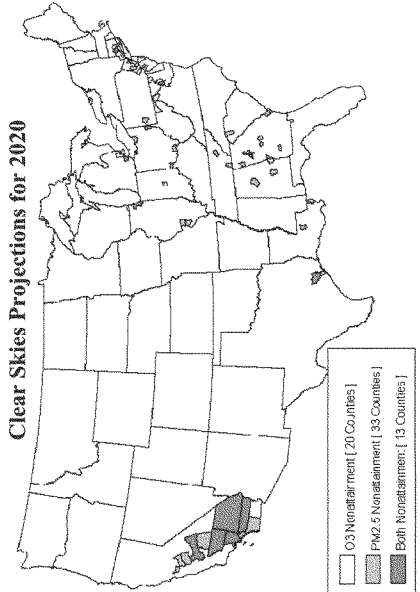 Clear Skies Projections for 2020
O3 Nonattainment [ 20 Counties ]
PM2.5 Nonattainment [ 33 Counties ]
Both Nonattainment [ 13 Counties ]